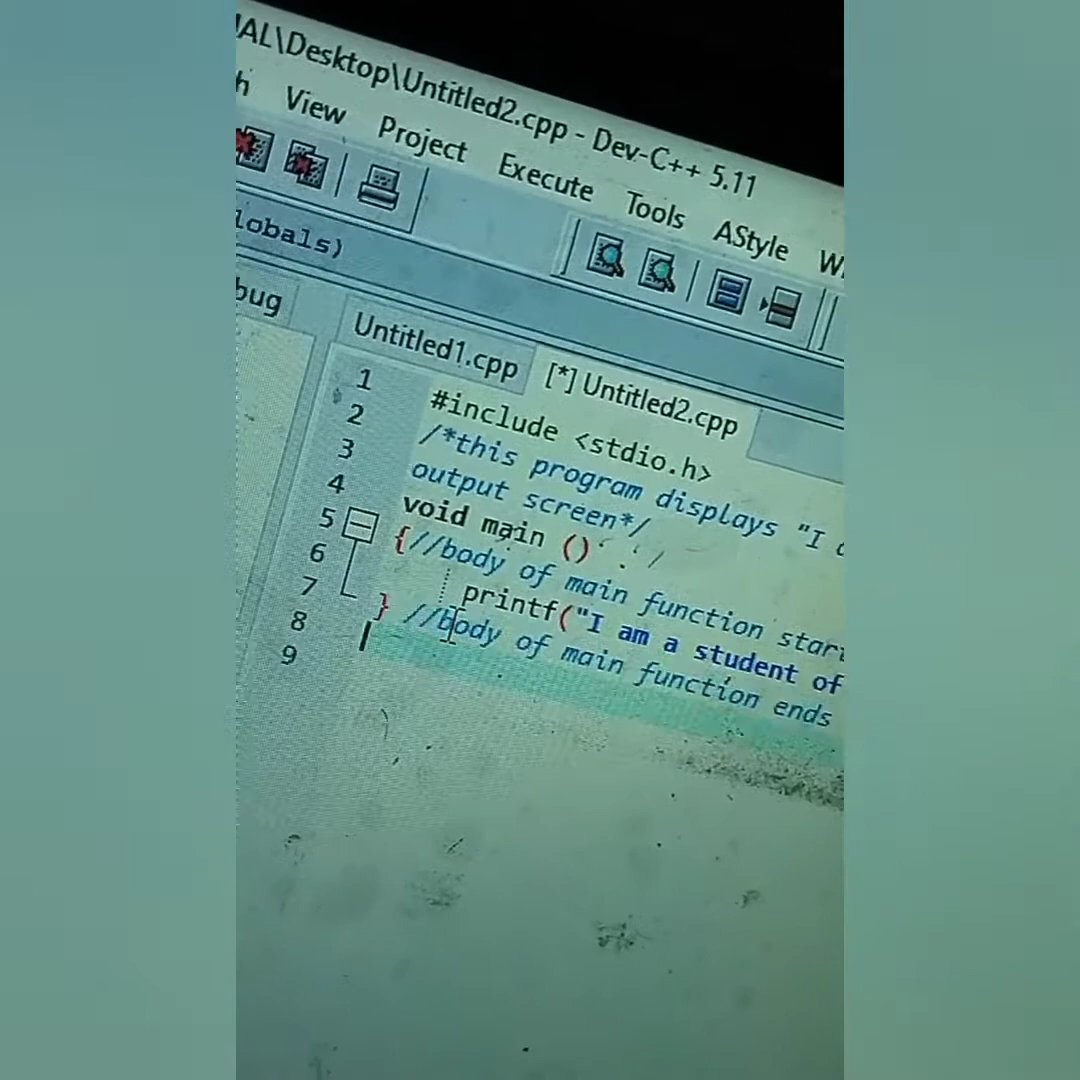 \Desktop\Untitled2.cpp - Dev-C++ 5.11
View Project Execute Tools AStyle
lobals)
bug
Untitled1.cpp [*] Untitled2.cpp
1 #include <stdio.h>
2 /*this program displays "I
3 output screen*/
4 void main ()
5 {//body of main function
6 printf("I am a student of
7 } //body of main function ends
8
9